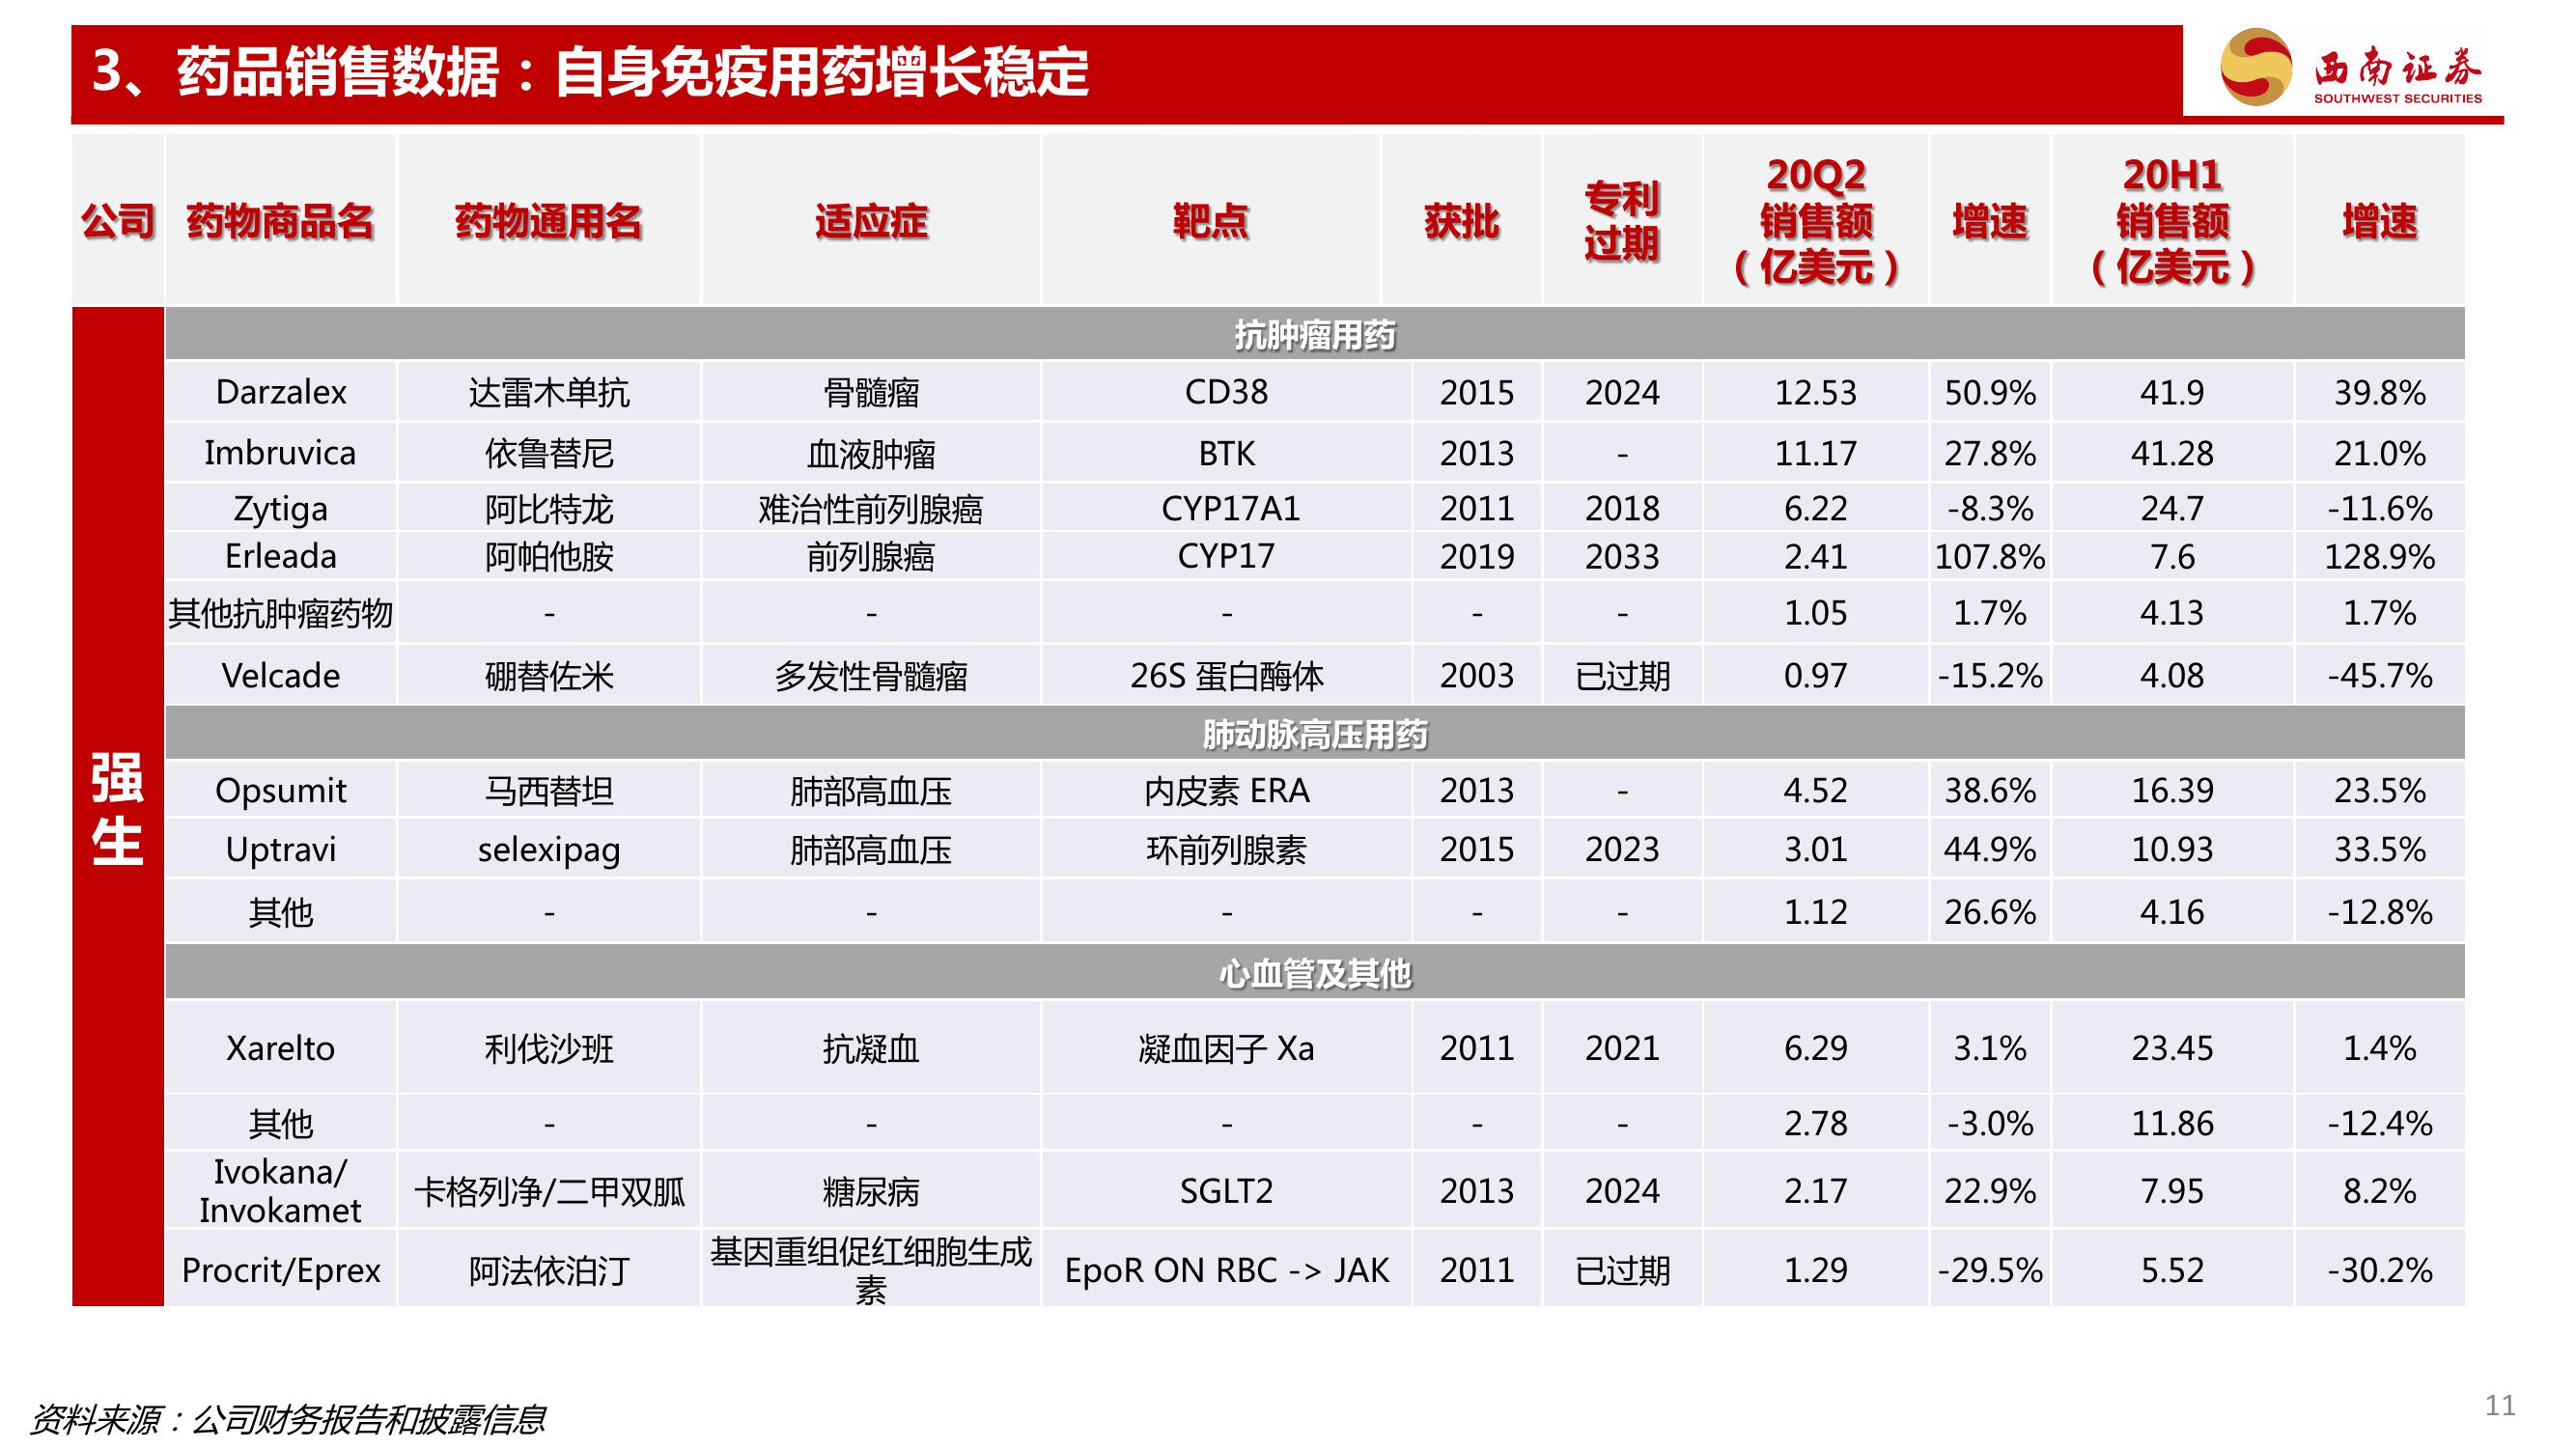 3、药品销售数据：自身免疫用药增长稳定
西南证券
SOUTHWEST SECURITIES
公司 药物商品名 药物通用名 适应症 靶点 获批 专利过期 20Q2销售额（亿美元） 增速 20H1销售额（亿美元） 增速
强生
抗肿瘤用药
Darzalex 达雷木单抗 骨髓瘤 CD38 2015 2024 12.53 50.9% 41.9 39.8%
Imbruvica 依鲁替尼 血液肿瘤 BTK 2013 - 11.17 27.8% 41.28 21.0%
Zytiga 阿比特龙 难治性前列腺癌 CYP17A1 2011 2018 6.22 -8.3% 24.7 -11.6%
Erleada 阿帕他胺 前列腺癌 CYP17 2019 2033 2.41 107.8% 7.6 128.9%
其他抗肿瘤药物 - - - - - 1.05 1.7% 4.13 1.7%
Velcade 硼替佐米 多发性骨髓瘤 26S 蛋白酶体 2003 已过期 0.97 -15.2% 4.08 -45.7%
肺动脉高压用药
Opsumit 马西替坦 肺部高血压 内皮素 ERA 2013 - 4.52 38.6% 16.39 23.5%
Uptravi selexipag 肺部高血压 环前列腺素 2015 2023 3.01 44.9% 10.93 33.5%
其他 - - - - - 1.12 26.6% 4.16 -12.8%
心血管及其他
Xarelto 利伐沙班 抗凝血 凝血因子 Xa 2011 2021 6.29 3.1% 23.45 1.4%
其他 - - - - - 2.78 -3.0% 11.86 -12.4%
Ivokana/Invokamet 卡格列净/二甲双胍 糖尿病 SGLT2 2013 2024 2.17 22.9% 7.95 8.2%
Procrit/Eprex 阿法依泊汀 基因重组促红细胞生成素 EpoR ON RBC -> JAK 2011 已过期 1.29 -29.5% 5.52 -30.2%
资料来源：公司财务报告和披露信息
11